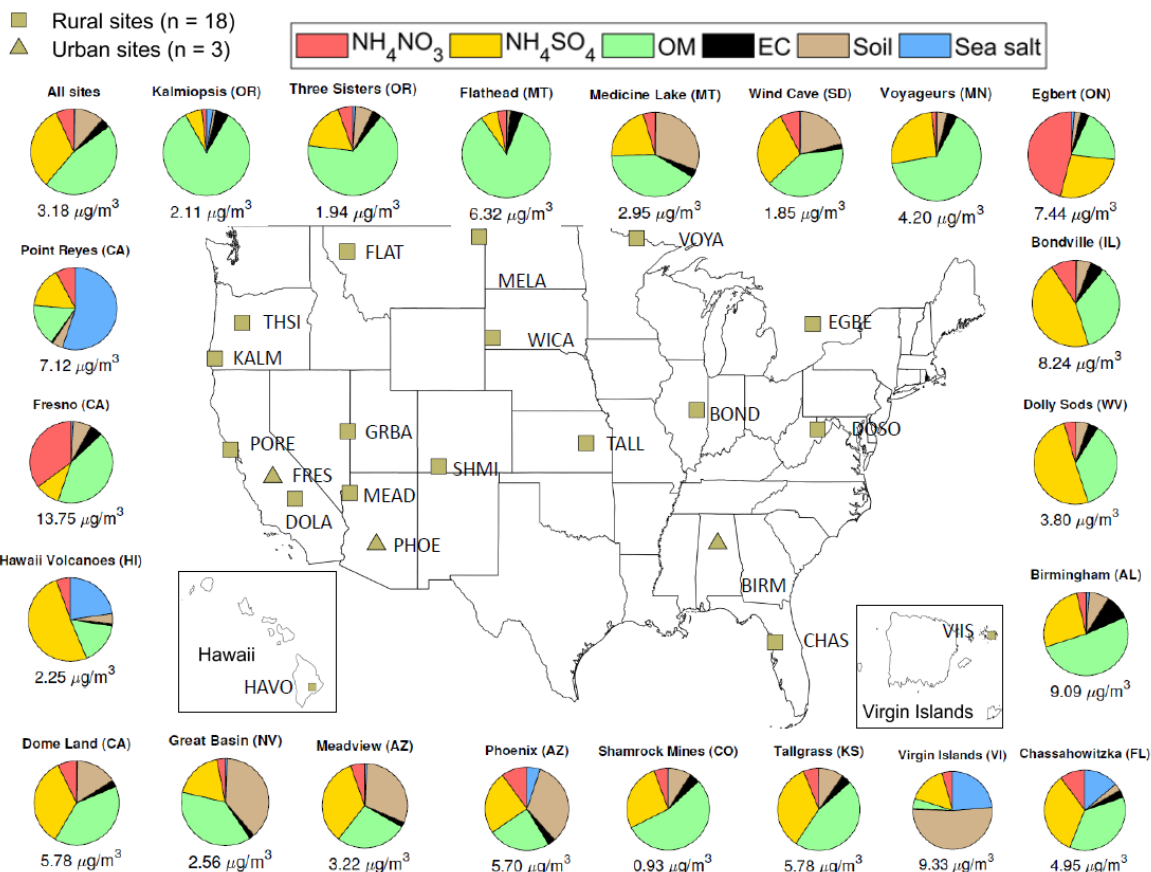 Rural sites (n = 18)
Urban sites (n = 3)
NH4NO3 NH4SO4 OM EC Soil Sea salt
All sites
3.18 μg/m3
Kalmiopsis (OR)
2.11 μg/m3
Three Sisters (OR)
1.94 μg/m3
Flathead (MT)
6.32 μg/m3
Medicine Lake (MT)
2.95 μg/m3
Wind Cave (SD)
1.85 μg/m3
Voyageurs (MN)
4.20 μg/m3
Egbert (ON)
7.44 μg/m3
Point Reyes (CA)
7.12 μg/m3
Fresno (CA)
13.75 μg/m3
Hawaii Volcanoes (HI)
2.25 μg/m3
FLAT
VOYA
MELA
THSI
WICA
EGBE
KALM
BOND
DOSO
GRBA
PORE
TALL
SHMI
FRES
MEAD
DOLA
PHOE
BIRM
CHAS
Hawaii
HAVO
VIIS
Virgin Islands
Bondville (IL)
8.24 μg/m3
Dolly Sods (WV)
3.80 μg/m3
Birmingham (AL)
9.09 μg/m3
Dome Land (CA)
5.78 μg/m3
Great Basin (NV)
2.56 μg/m3
Meadview (AZ)
3.22 μg/m3
Phoenix (AZ)
5.70 μg/m3
Shamrock Mines (CO)
0.93 μg/m3
Tallgrass (KS)
5.78 μg/m3
Virgin Islands (VI)
9.33 μg/m3
Chassahowitzka (FL)
4.95 μg/m3